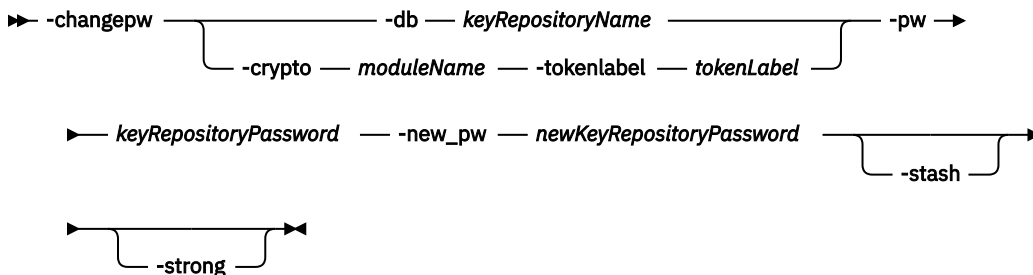 -changepw -db keyRepositoryName -pw
-crypto moduleName -tokenlabel tokenLabel
keyRepositoryPassword -new_pw newKeyRepositoryPassword
-stash
-strong